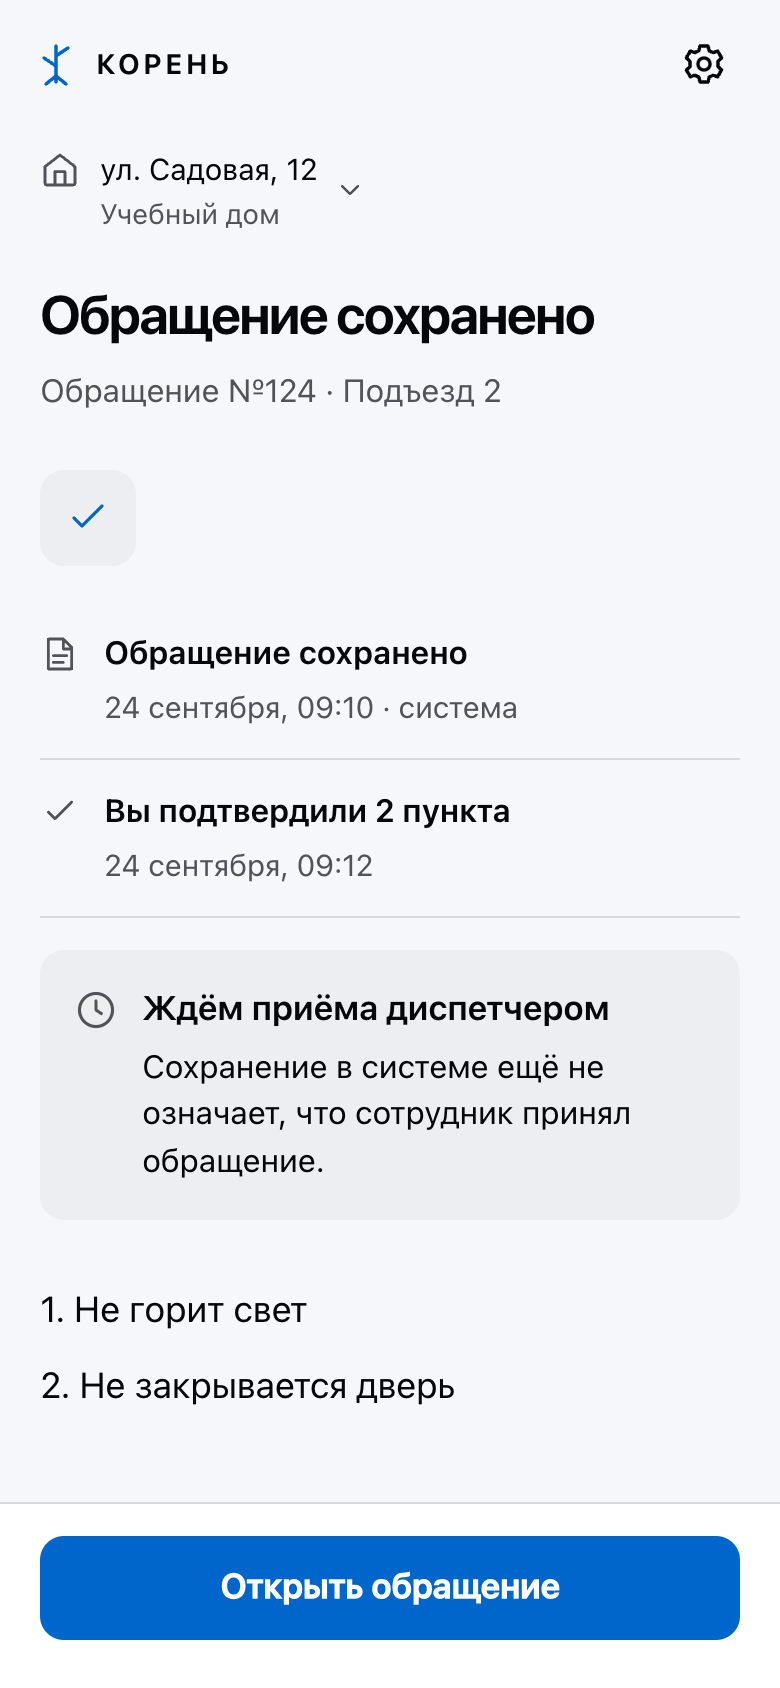 КОРЕНЬ
ул. Садовая, 12
Учебный дом
Обращение сохранено
Обращение №124 · Подъезд 2
Обращение сохранено
24 сентября, 09:10 · система
Вы подтвердили 2 пункта
24 сентября, 09:12
Ждём приёма диспетчером
Сохранение в системе ещё не
означает, что сотрудник принял
обращение.
1. Не горит свет
2. Не закрывается дверь
Открыть обращение